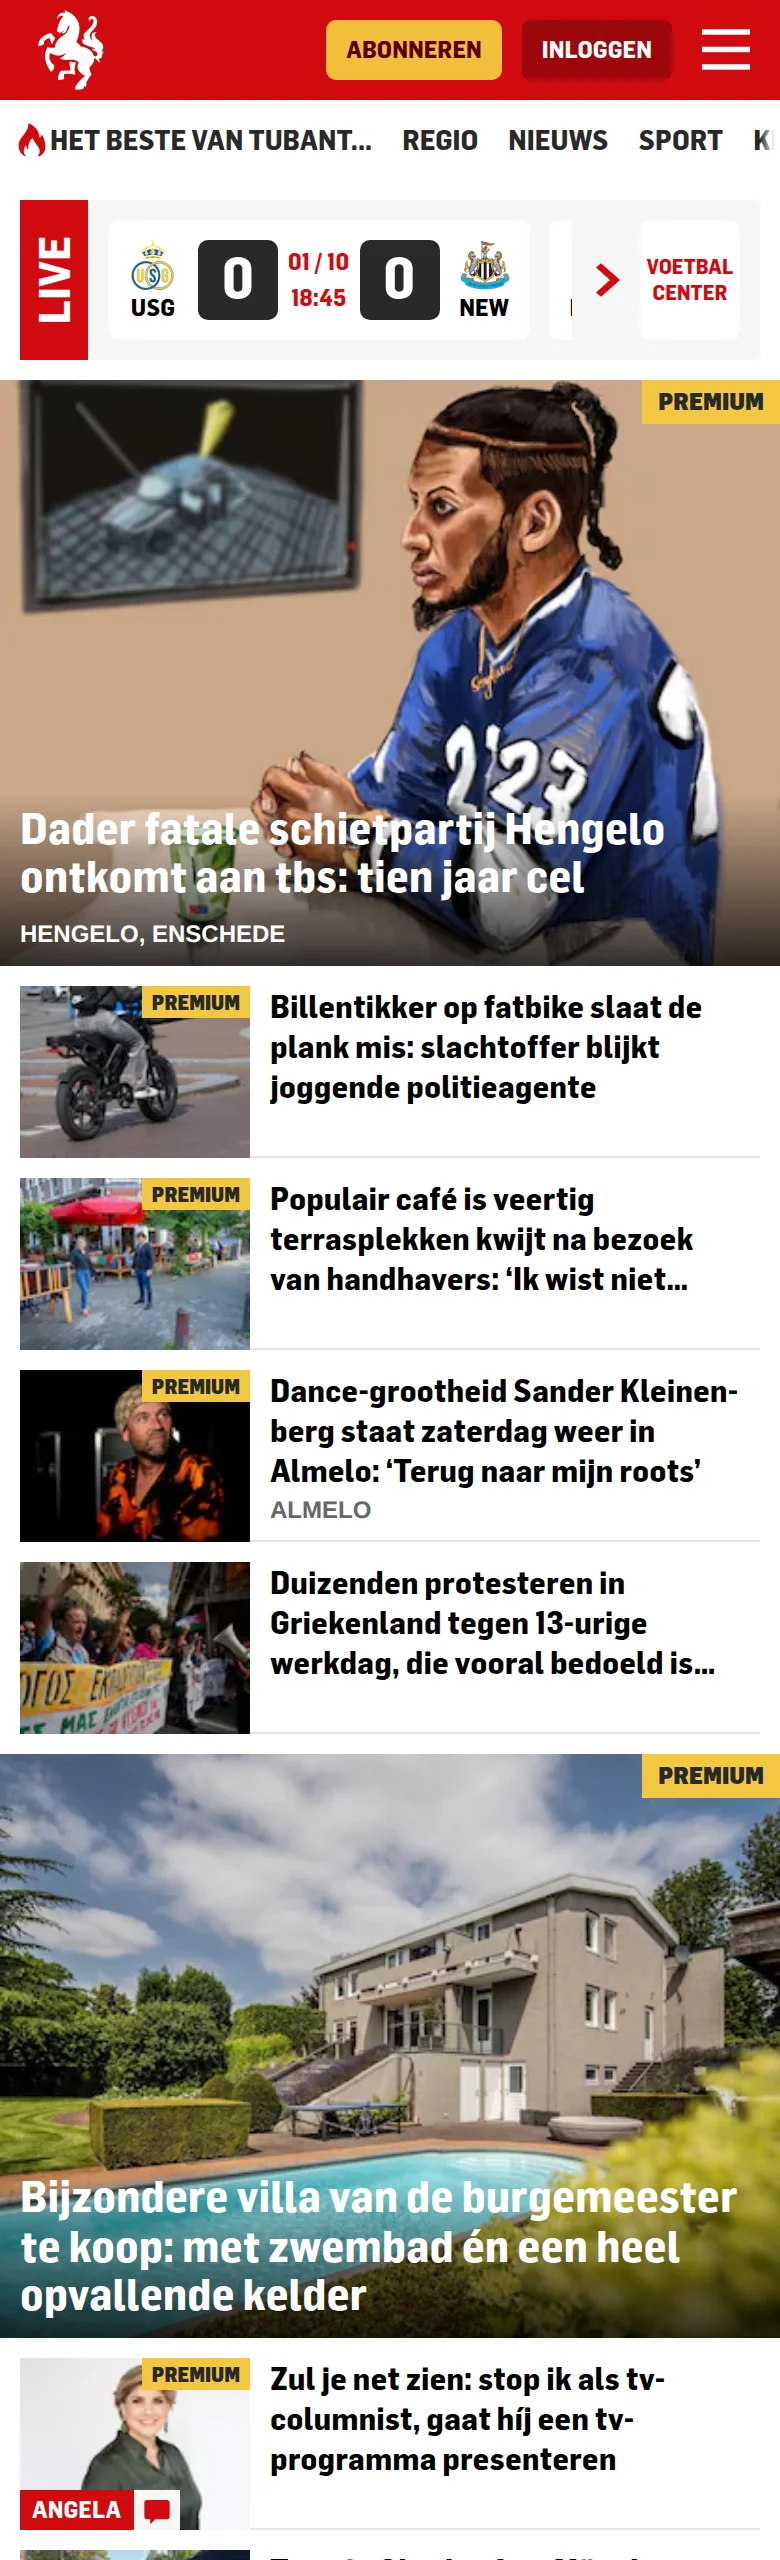 ABONNEREN
INLOGGEN
HET BESTE VAN TUBANT...
REGIO
NIEUWS
SPORT
LIVE
USG
0
01 / 10
18:45
0
NEW
VOETBAL
CENTER
PREMIUM
Dader fatale schietpartij Hengelo
ontkomt aan tbs: tien jaar cel
HENGELO, ENSCHEDE
PREMIUM
Billentikker op fatbike slaat de
plank mis: slachtoffer blijkt
joggende politieagente
PREMIUM
Populair café is veertig
terrasplekken kwijt na bezoek
van handhavers: ‘Ik wist niet...
PREMIUM
Dance-grootheid Sander Kleinen-
berg staat zaterdag weer in
Almelo: ‘Terug naar mijn roots’
ALMELO
Duizenden protesteren in
Griekenland tegen 13-urige
werkdag, die vooral bedoeld is...
PREMIUM
Bijzondere villa van de burgemeester
te koop: met zwembad én een heel
opvallende kelder
PREMIUM
ANGELA
Zul je net zien: stop ik als tv-
columnist, gaat híj een tv-
programma presenteren